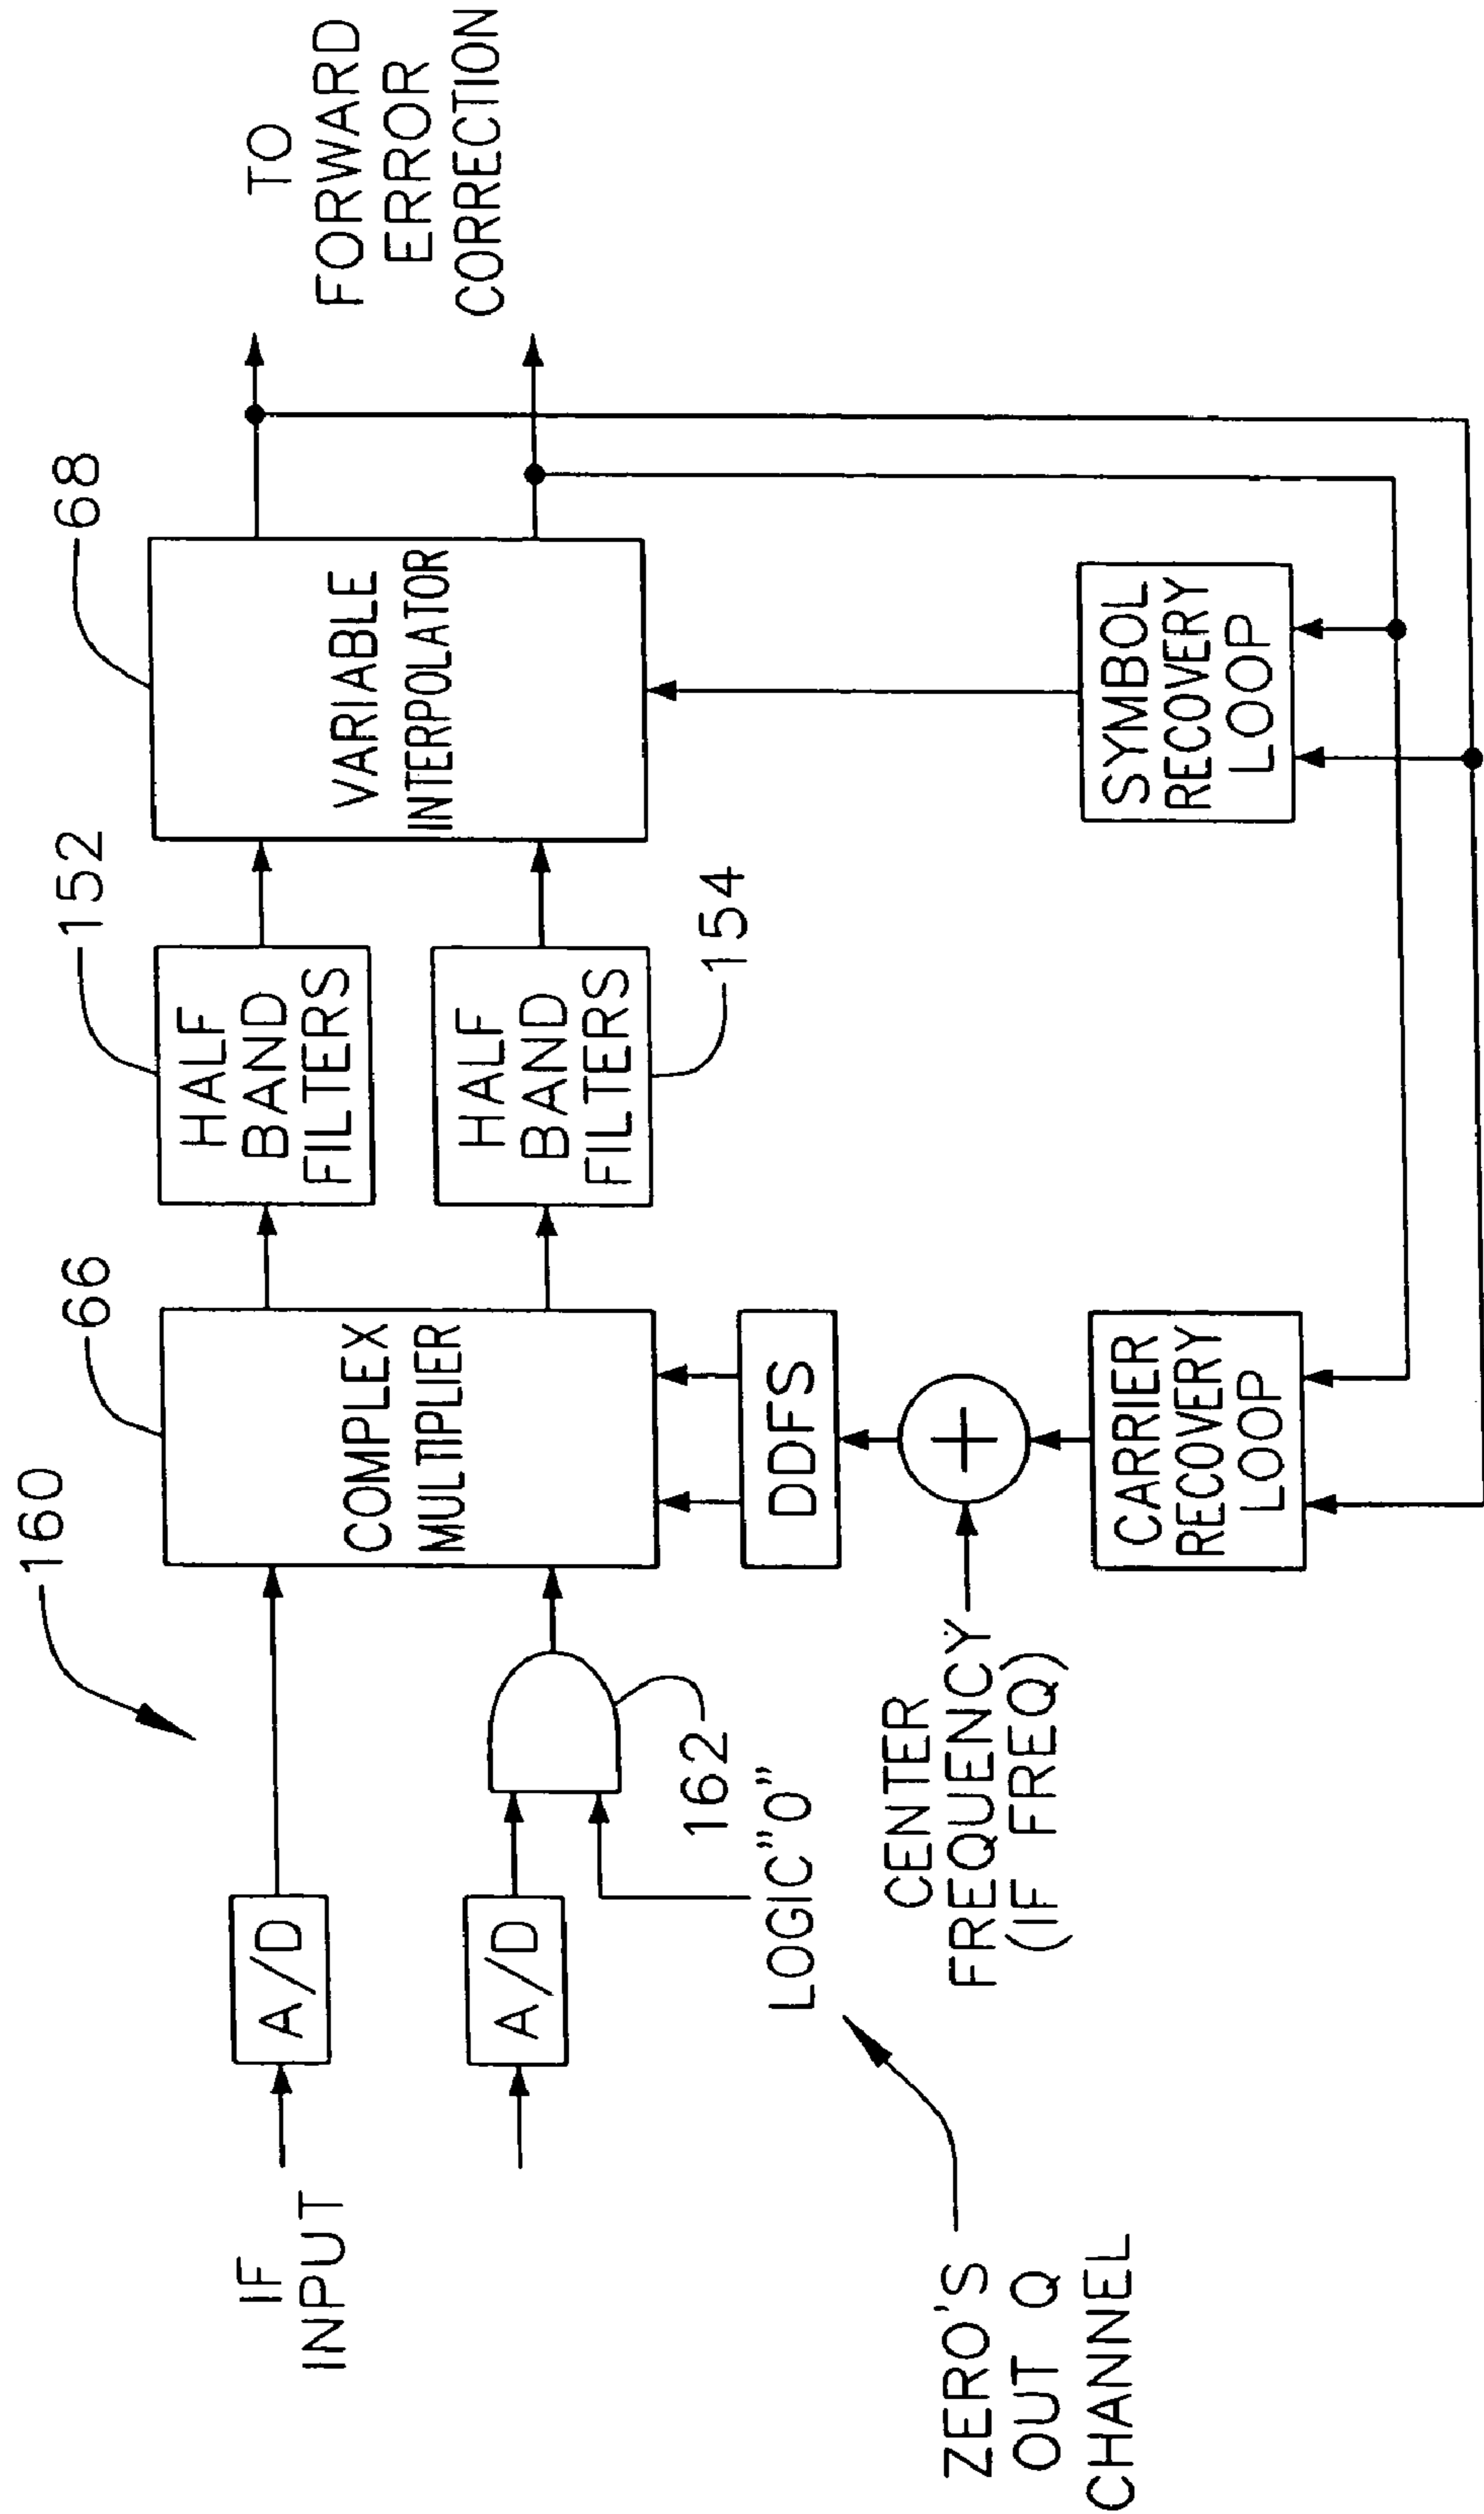 160
66
152
68
IF
INPUT
A/D
A/D
COMPLEX
MULTIPLIER
HALF
BAND
FILTERS
HALF
BAND
FILTERS
154
VARIABLE
INTERPOLATOR
TO
FORWARD
ERROR
CORRECTION
162
LOGIC"0"
ZERO'S
OUT Q
CHANNEL
CENTER
FREQUENCY
(IF FREQ)
DDFS
+
CARRIER
RECOVERY
LOOP
SYMBOL
RECOVERY
LOOP